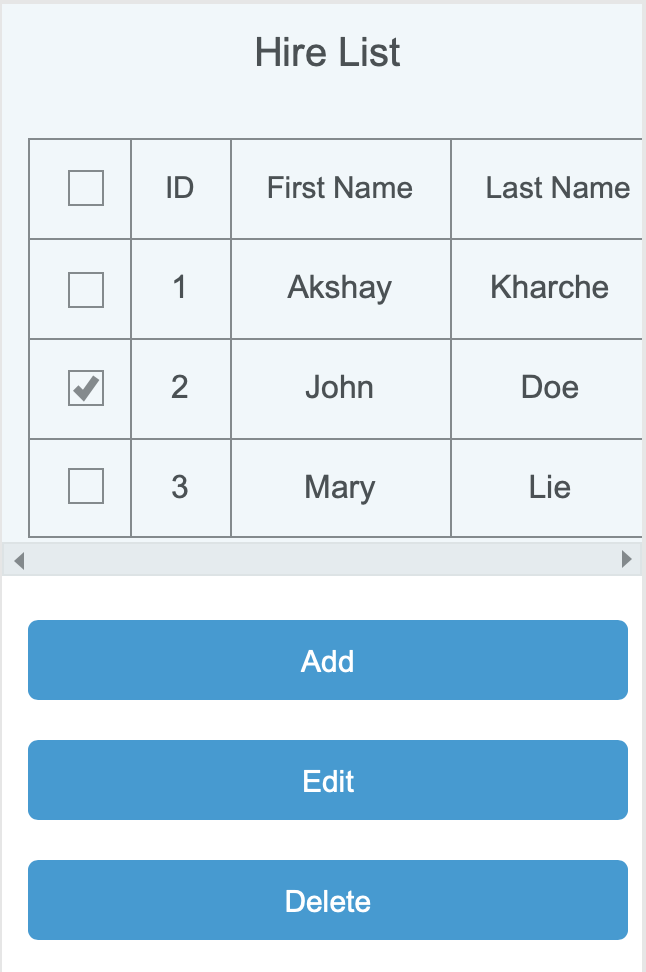 Hire List
ID First Name Last Name
1 Akshay Kharche
2 John Doe
3 Mary Lie
Add
Edit
Delete